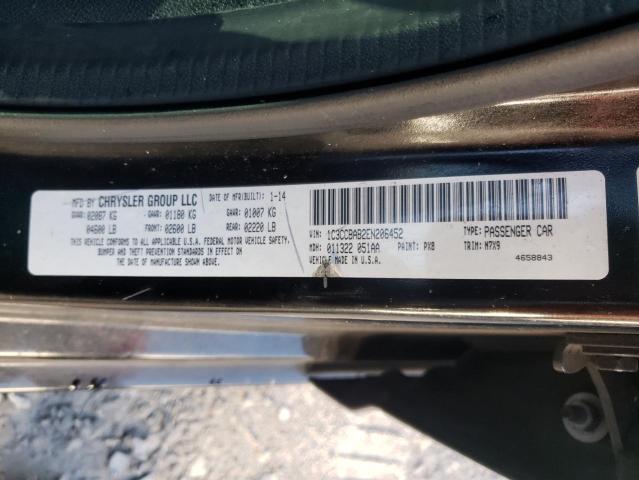 MFD BY CHRYSLER GROUP LLC DATE OF MFR(BUILT): 1-14
GVWR: 02087 KG GAWR: 01180 KG GAWR: 01007 KG
04600 LB FRONT: 02600 LB REAR: 02220 LB
THIS VEHICLE CONFORMS TO ALL APPLICABLE U.S.A. FEDERAL MOTOR VEHICLE SAFETY,
BUMPER AND THEFT PREVENTION STANDARDS IN EFFECT ON
THE DATE OF MANUFACTURE SHOWN ABOVE.
VIN: 1C3CCBAB2EN206452 TYPE: PASSENGER CAR
MDH: 011322 051AA PAINT: PX8 TRIM: M7X9
VEHICLE MADE IN U.S.A. 4658843